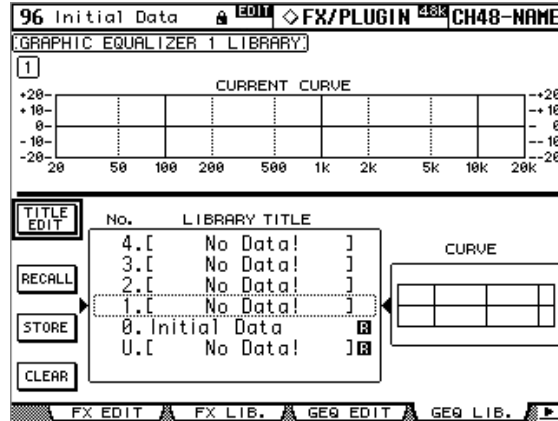 96 Initial Data EDIT ◇FX/PLUGIN 48K CH48-NAME
GRAPHIC EQUALIZER 1 LIBRARY
1
CURRENT CURVE
+20
+10
0
-10
-20
+20
+10
0
-10
-20
20 50 100 200 500 1k 2k 5k 10k 20k
TITLE EDIT
No. LIBRARY TITLE
4.[ No Data! ]
3.[ No Data! ]
2.[ No Data! ]
1.[ No Data! ]
0.Initial Data R
U.[ No Data! ]R
RECALL
STORE
CLEAR
CURVE
FX EDIT FX LIB. GEQ EDIT GEQ LIB.